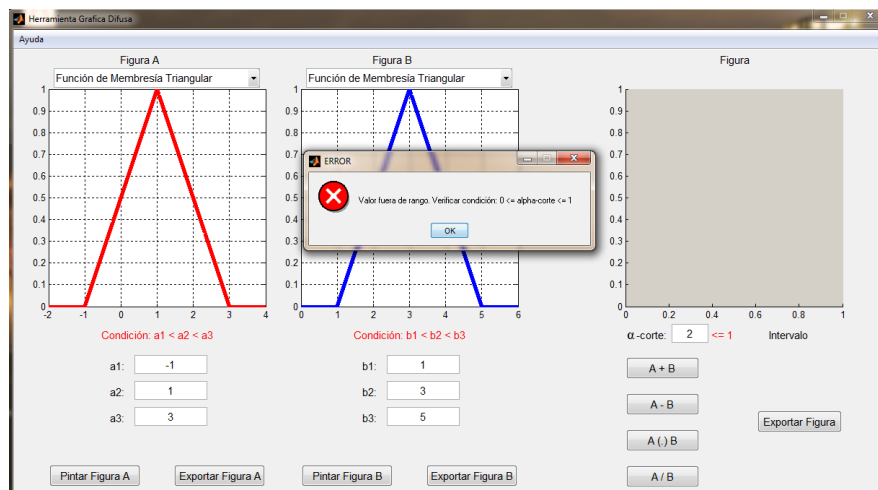 Herramienta Grafica Difusa
Ayuda
Figura A
Función de Membresía Triangular
1
0.9
0.8
0.7
0.6
0.5
0.4
0.3
0.2
0.1
0
-2 -1 0 1 2 3 4
Condición: a1 < a2 < a3
a1: -1
a2: 1
a3: 3
Pintar Figura A Exportar Figura A
Figura B
Función de Membresía Triangular
1
0.9
0.8
0.7
0.6
0.5
0.4
0.3
0.2
0.1
0
0 1 2 3 4 5 6
Condición: b1 < b2 < b3
b1: 1
b2: 3
b3: 5
Pintar Figura B Exportar Figura B
ERROR
Valor fuera de rango. Verificar condición: 0 <= alpha-corte <= 1
OK
Figura
1
0.9
0.8
0.7
0.6
0.5
0.4
0.3
0.2
0.1
0
0 0.2 0.4 0.6 0.8 1
α -corte: 2 <= 1 Intervalo
A + B
A - B
A (.) B
A / B
Exportar Figura